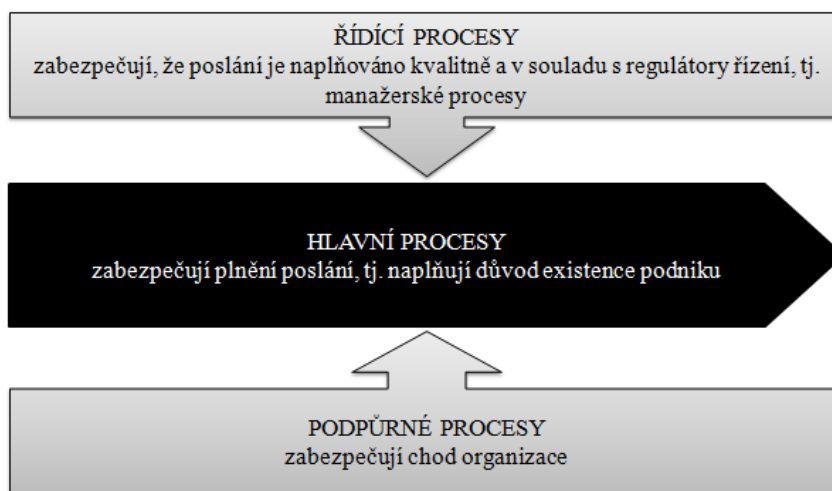 ŘÍDÍCÍ PROCESY
zabezpečují, že poslání je naplňováno kvalitně a v souladu s regulátory řízení, tj.
manažerské procesy
HLAVNÍ PROCESY
zabezpečují plnění poslání, tj. naplňují důvod existence podniku
PODPŮRNÉ PROCESY
zabezpečují chod organizace